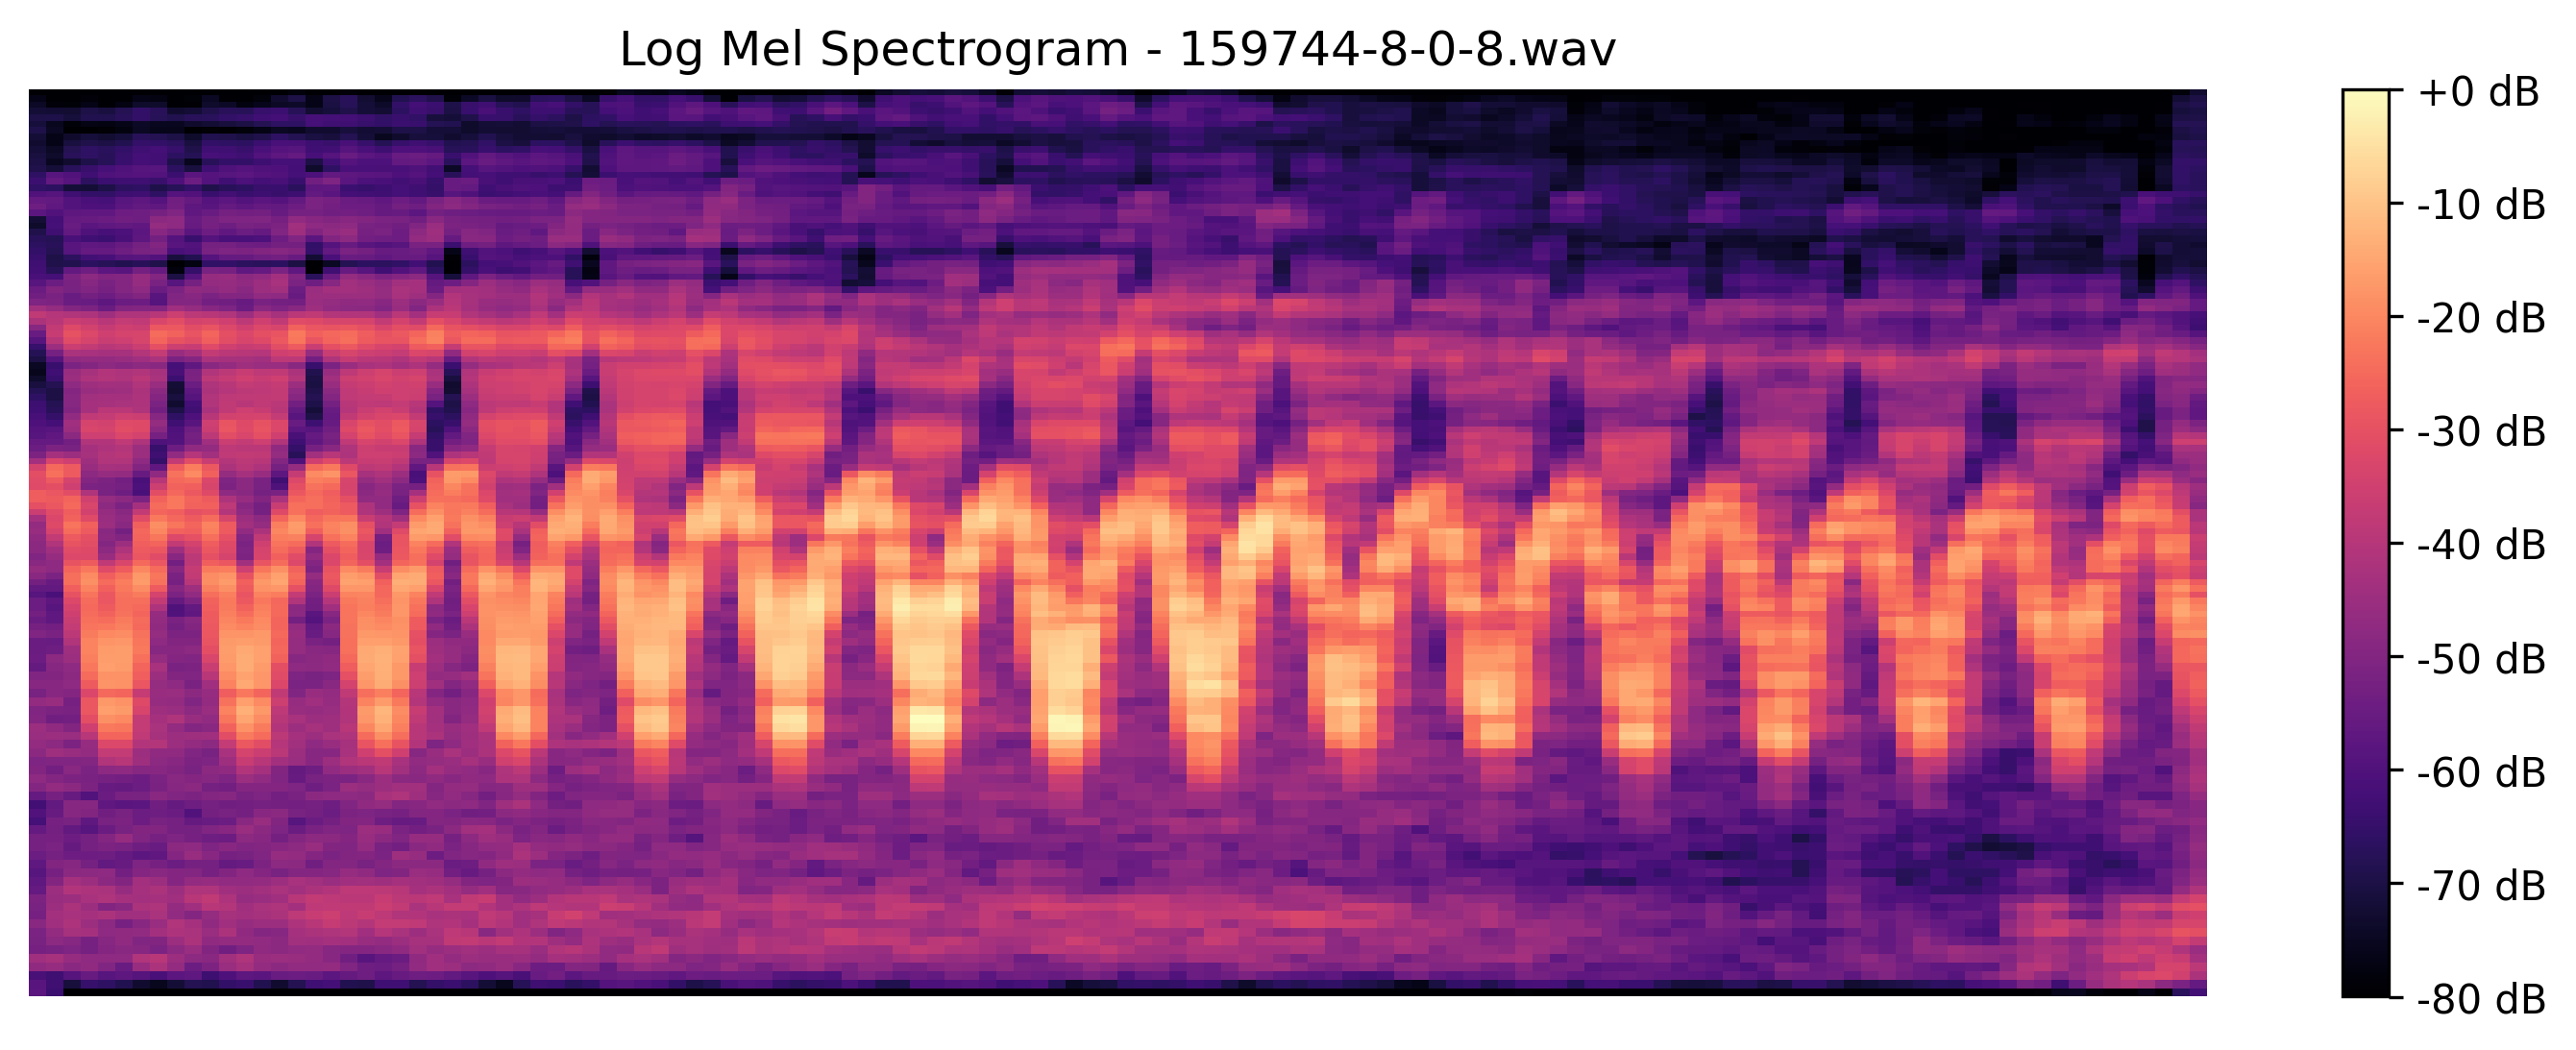 Log Mel Spectrogram - 159744-8-0-8.wav
+0 dB
-10 dB
-20 dB
-30 dB
-40 dB
-50 dB
-60 dB
-70 dB
-80 dB